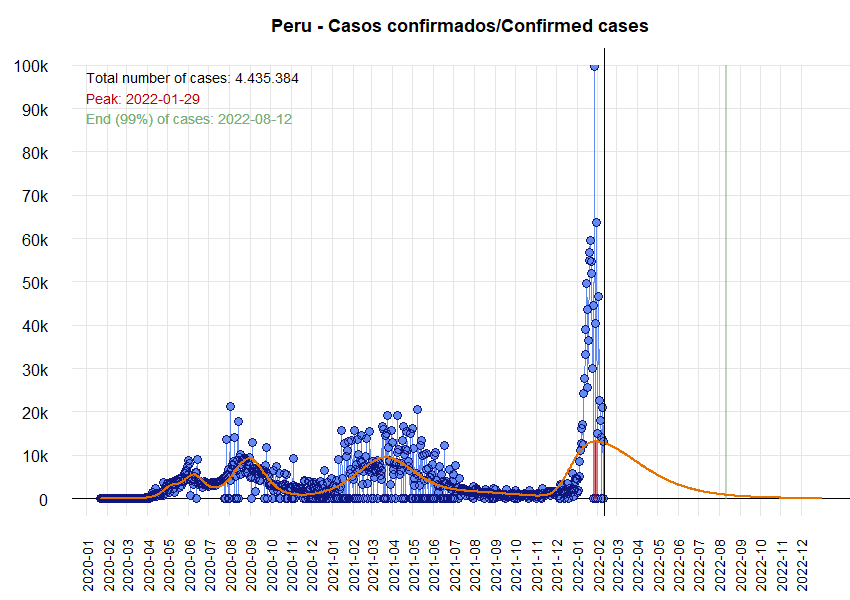 Peru - Casos confirmados/Confirmed cases
Total number of cases: 4.435.384
Peak: 2022-01-29
End (99%) of cases: 2022-08-12
100k
90k
80k
70k
60k
50k
40k
30k
20k
10k
0
2020-01
2020-02
2020-03
2020-04
2020-05
2020-06
2020-07
2020-08
2020-09
2020-10
2020-11
2020-12
2021-01
2021-02
2021-03
2021-04
2021-05
2021-06
2021-07
2021-08
2021-09
2021-10
2021-11
2021-12
2022-01
2022-02
2022-03
2022-04
2022-05
2022-06
2022-07
2022-08
2022-09
2022-10
2022-11
2022-12